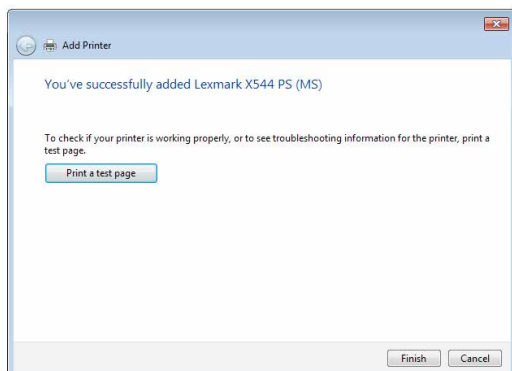 Add Printer
You've successfully added Lexmark X544 PS (MS)
To check if your printer is working properly, or to see troubleshooting information for the printer, print a
test page.
Print a test page
Finish
Cancel